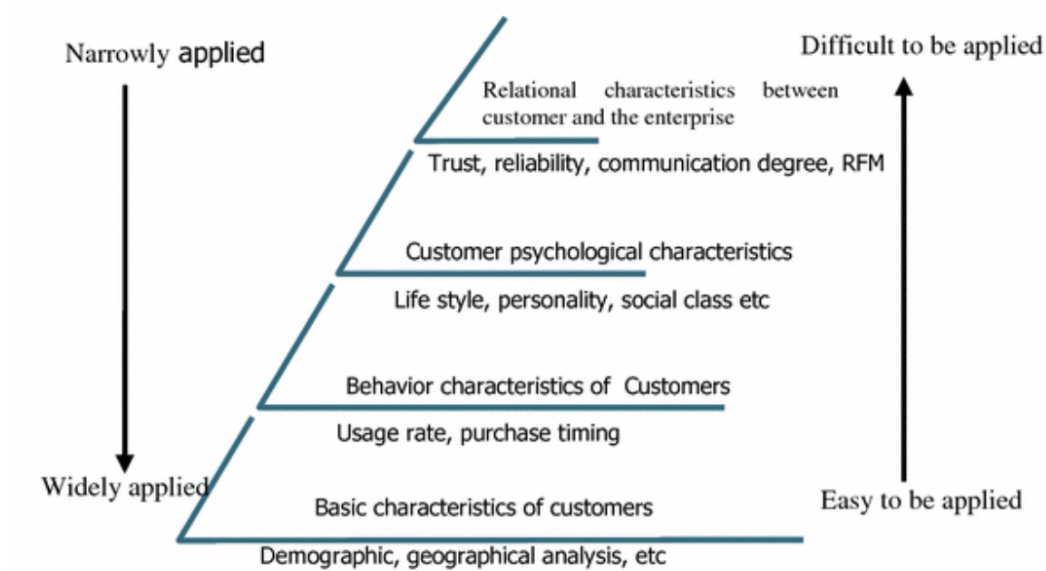 Narrowly applied
Difficult to be applied
Relational characteristics between
customer and the enterprise
Trust, reliability, communication degree, RFM
Customer psychological characteristics
Life style, personality, social class etc
Behavior characteristics of Customers
Usage rate, purchase timing
Widely applied
Easy to be applied
Basic characteristics of customers
Demographic, geographical analysis, etc